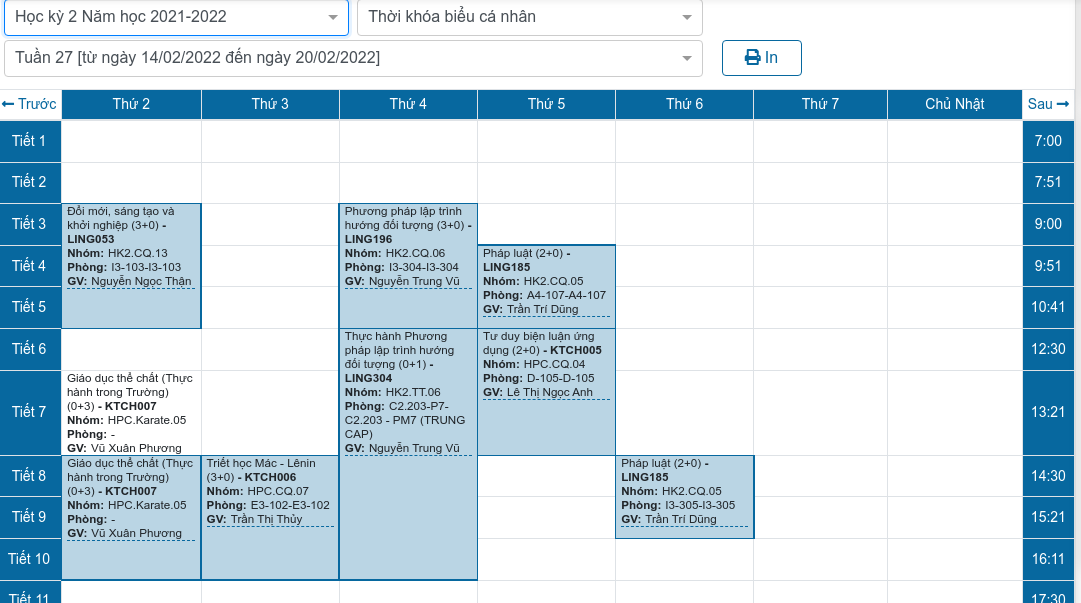 Học kỳ 2 Năm học 2021-2022
Thời khóa biểu cá nhân
Tuần 27 [từ ngày 14/02/2022 đến ngày 20/02/2022]
In
Trước
Thứ 2
Thứ 3
Thứ 4
Thứ 5
Thứ 6
Thứ 7
Chủ Nhật
Sau
Tiết 1
7:00
Tiết 2
7:51
Tiết 3
Đổi mới, sáng tạo và
khởi nghiệp (3+0) -
LING053
Nhóm: HK2.CQ.13
Phòng: I3-103-I3-103
GV: Nguyễn Ngọc Thận
Phương pháp lập trình
hướng đối tượng (3+0) -
LING196
Nhóm: HK2.CQ.06
Phòng: I3-304-I3-304
GV: Nguyễn Trung Vũ
9:00
Tiết 4
Pháp luật (2+0) -
LING185
Nhóm: HK2.CQ.05
Phòng: A4-107-A4-107
GV: Trần Trí Dũng
9:51
Tiết 5
10:41
Tiết 6
Thực hành Phương
pháp lập trình hướng
đối tượng (0+1) -
LING304
Nhóm: HK2.TT.06
Phòng: C2.203-P7-
C2.203 - PM7 (TRUNG
CAP)
GV: Nguyễn Trung Vũ
Tư duy biện luận ứng
dụng (2+0) - KTCH005
Nhóm: HPC.CQ.04
Phòng: D-105-D-105
GV: Lê Thị Ngọc Anh
12:30
Tiết 7
Giáo dục thể chất (Thực
hành trong Trường)
(0+3) - KTCH007
Nhóm: HPC.Karate.05
Phòng: -
GV: Vũ Xuân Phương
13:21
Tiết 8
Giáo dục thể chất (Thực
hành trong Trường)
(0+3) - KTCH007
Nhóm: HPC.Karate.05
Phòng: -
GV: Vũ Xuân Phương
Triết học Mác - Lênin
(3+0) - KTCH006
Nhóm: HPC.CQ.07
Phòng: E3-102-E3-102
GV: Trần Thị Thủy
Pháp luật (2+0) -
LING185
Nhóm: HK2.CQ.05
Phòng: I3-305-I3-305
GV: Trần Trí Dũng
14:30
Tiết 9
15:21
Tiết 10
16:11
Tiết 11
17:30